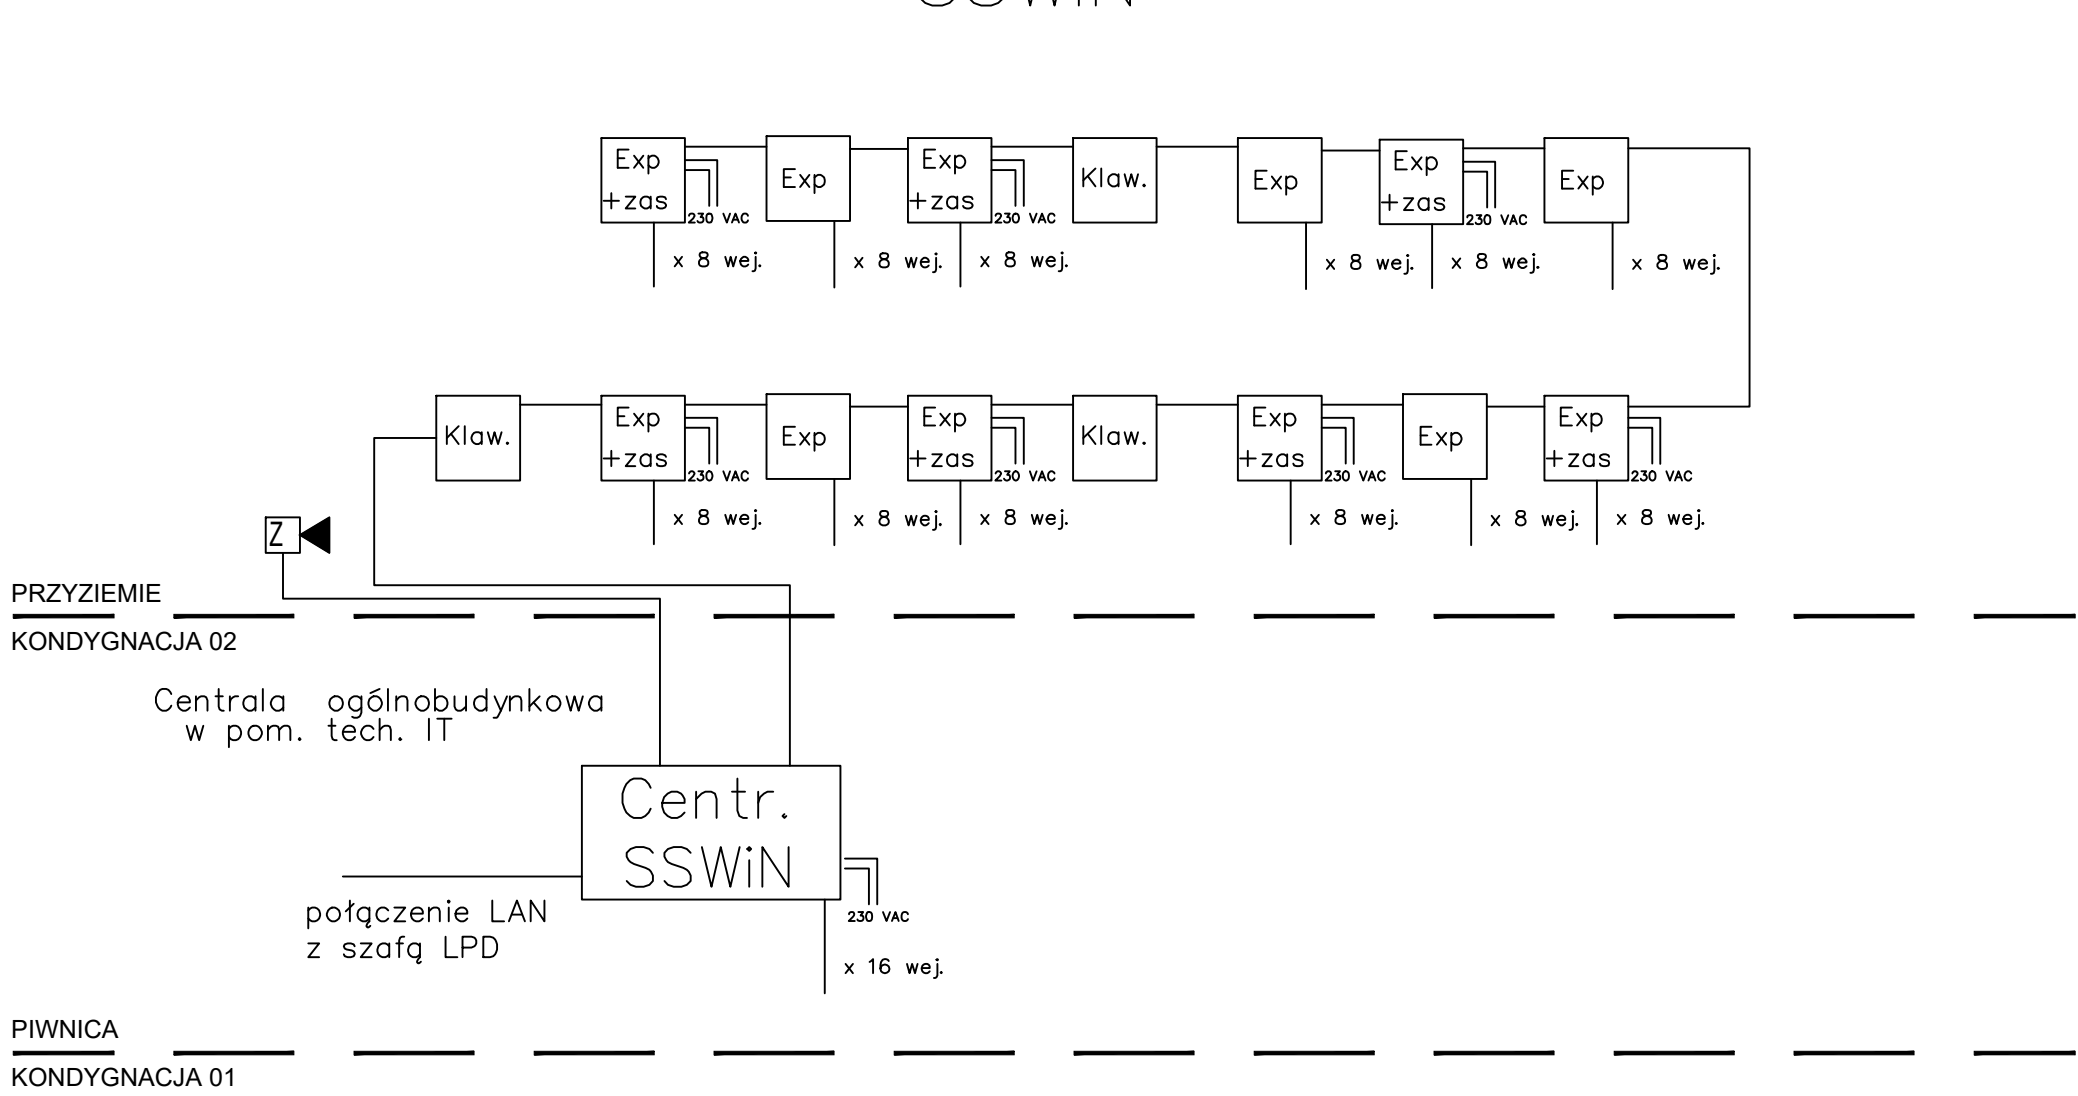 SSWiN
Exp
+zas
230 VAC
x 8 wej.
Exp
x 8 wej.
Exp
+zas
230 VAC
x 8 wej.
Klaw.
Exp
x 8 wej.
Exp
+zas
230 VAC
x 8 wej.
Exp
x 8 wej.
Klaw.
Exp
+zas
230 VAC
x 8 wej.
Exp
x 8 wej.
Exp
+zas
230 VAC
x 8 wej.
Klaw.
Exp
+zas
230 VAC
x 8 wej.
Exp
x 8 wej.
Exp
+zas
230 VAC
x 8 wej.
Z
PRZYZIEMIE
KONDYGNACJA 02
Centrala ogólnobudynkowa
w pom. tech. IT
Centr.
SSWiN
230 VAC
połączenie LAN
z szafą LPD
x 16 wej.
PIWNICA
KONDYGNACJA 01